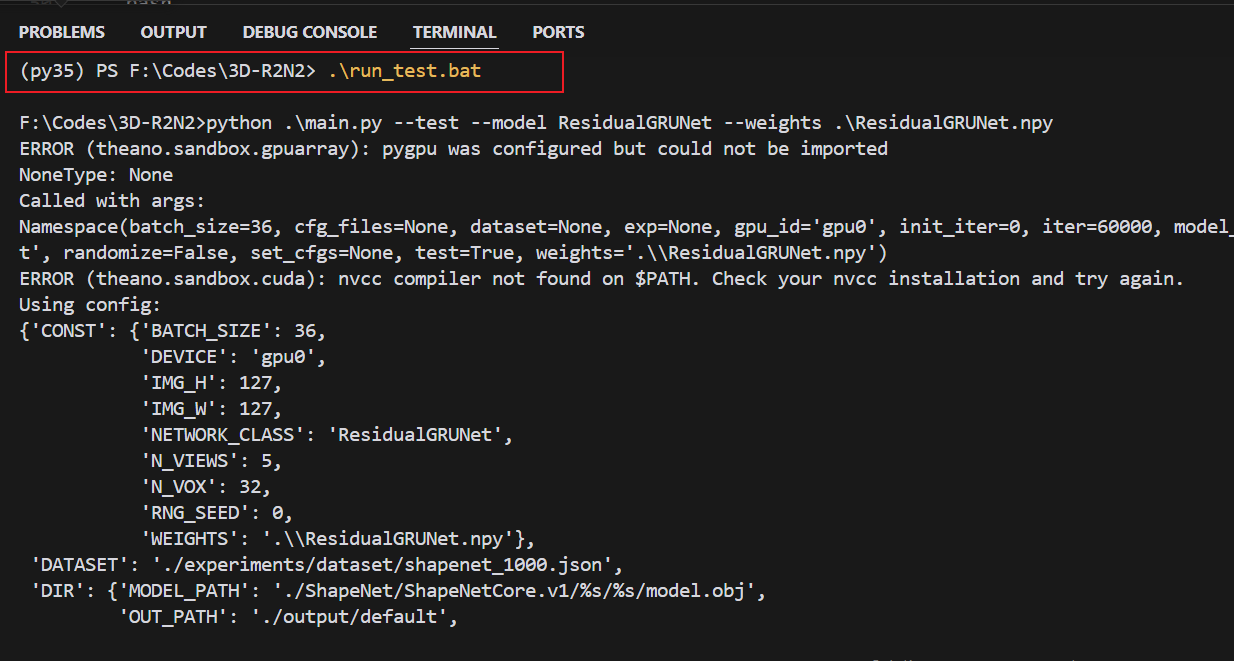 PROBLEMS OUTPUT DEBUG CONSOLE TERMINAL PORTS
(py35) PS F:\Codes\3D-R2N2> .\run_test.bat
F:\Codes\3D-R2N2>python .\main.py --test --model ResidualGRUNet --weights .\ResidualGRUNet.npy
ERROR (theano.sandbox.gpuarray): pygpu was configured but could not be imported
NoneType: None
Called with args:
Namespace(batch_size=36, cfg_files=None, dataset=None, exp=None, gpu_id='gpu0', init_iter=0, iter=60000, model_
t', randomize=False, set_cfgs=None, test=True, weights='.\\ResidualGRUNet.npy')
ERROR (theano.sandbox.cuda): nvcc compiler not found on $PATH. Check your nvcc installation and try again.
Using config:
{'CONST': {'BATCH_SIZE': 36,
'DEVICE': 'gpu0',
'IMG_H': 127,
'IMG_W': 127,
'NETWORK_CLASS': 'ResidualGRUNet',
'N_VIEWS': 5,
'N_VOX': 32,
'RNG_SEED': 0,
'WEIGHTS': '.\\ResidualGRUNet.npy'},
'DATASET': './experiments/dataset/shapenet_1000.json',
'DIR': {'MODEL_PATH': './ShapeNet/ShapeNetCore.v1/%s/%s/model.obj',
'OUT_PATH': './output/default',